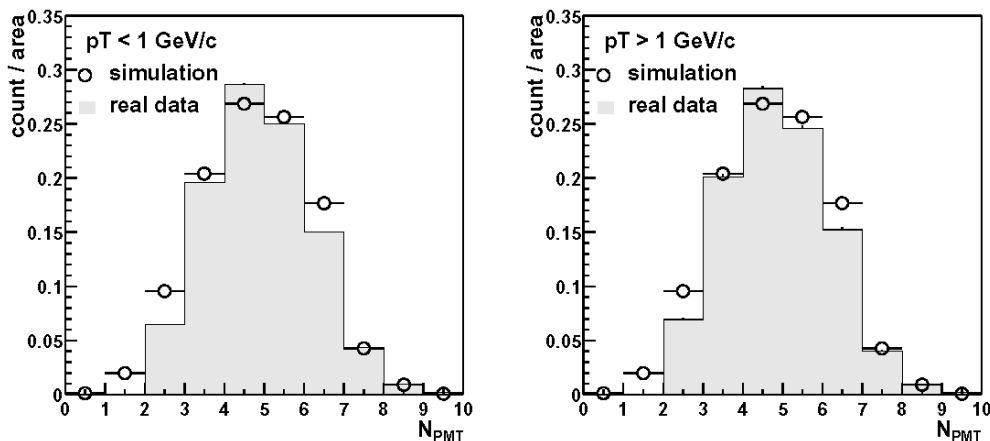 count / area
0.35
0.3
0.25
0.2
0.15
0.1
0.05
0
pT < 1 GeV/c
simulation
real data
0 1 2 3 4 5 6 7 8 9 10
N_PMT
count / area
0.35
0.3
0.25
0.2
0.15
0.1
0.05
0
pT > 1 GeV/c
simulation
real data
0 1 2 3 4 5 6 7 8 9 10
N_PMT